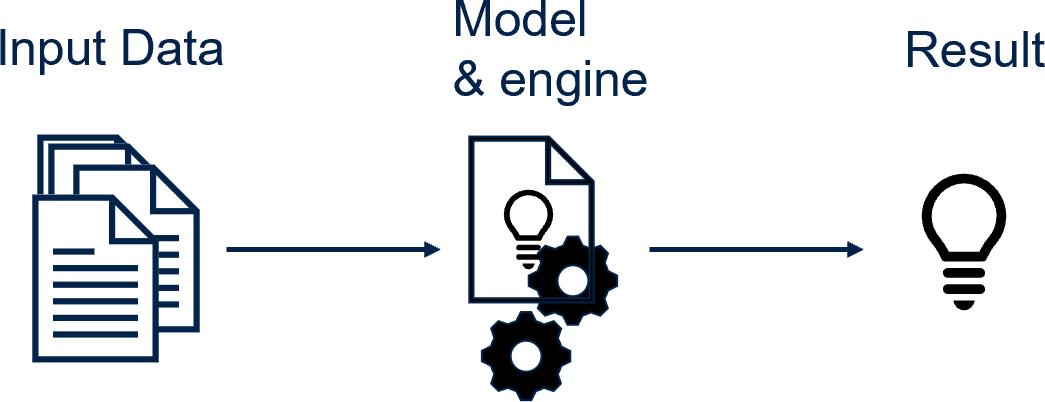 Input Data
Model
& engine
Result